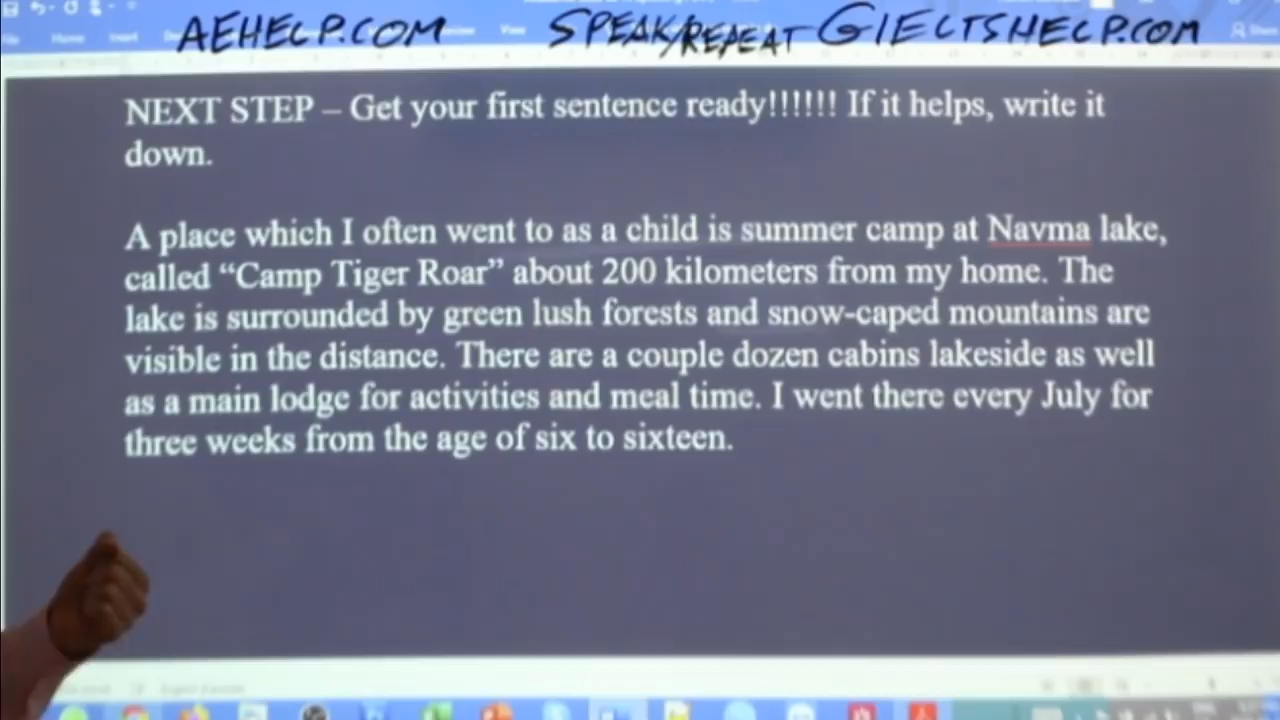 AEHELP.COM SPEAK/REPEAT GIELTSHELP.COM
Home Insert View Share
NEXT STEP – Get your first sentence ready!!!!!! If it helps, write it
down.
A place which I often went to as a child is summer camp at Navma lake,
called “Camp Tiger Roar” about 200 kilometers from my home. The
lake is surrounded by green lush forests and snow-caped mountains are
visible in the distance. There are a couple dozen cabins lakeside as well
as a main lodge for activities and meal time. I went there every July for
three weeks from the age of six to sixteen.